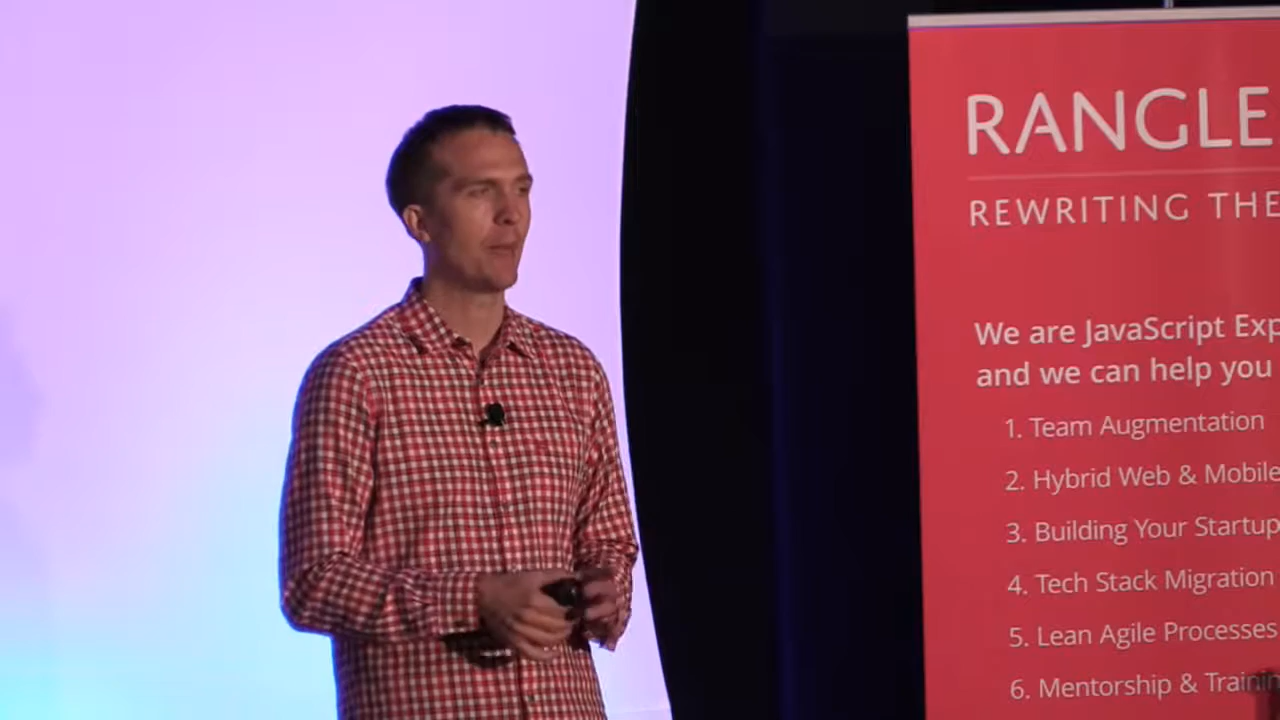 RANGLE
REWRITING THE
We are JavaScript Exp
and we can help you
1. Team Augmentation
2. Hybrid Web & Mobile
3. Building Your Startup
4. Tech Stack Migration
5. Lean Agile Processes
6. Mentorship & Training